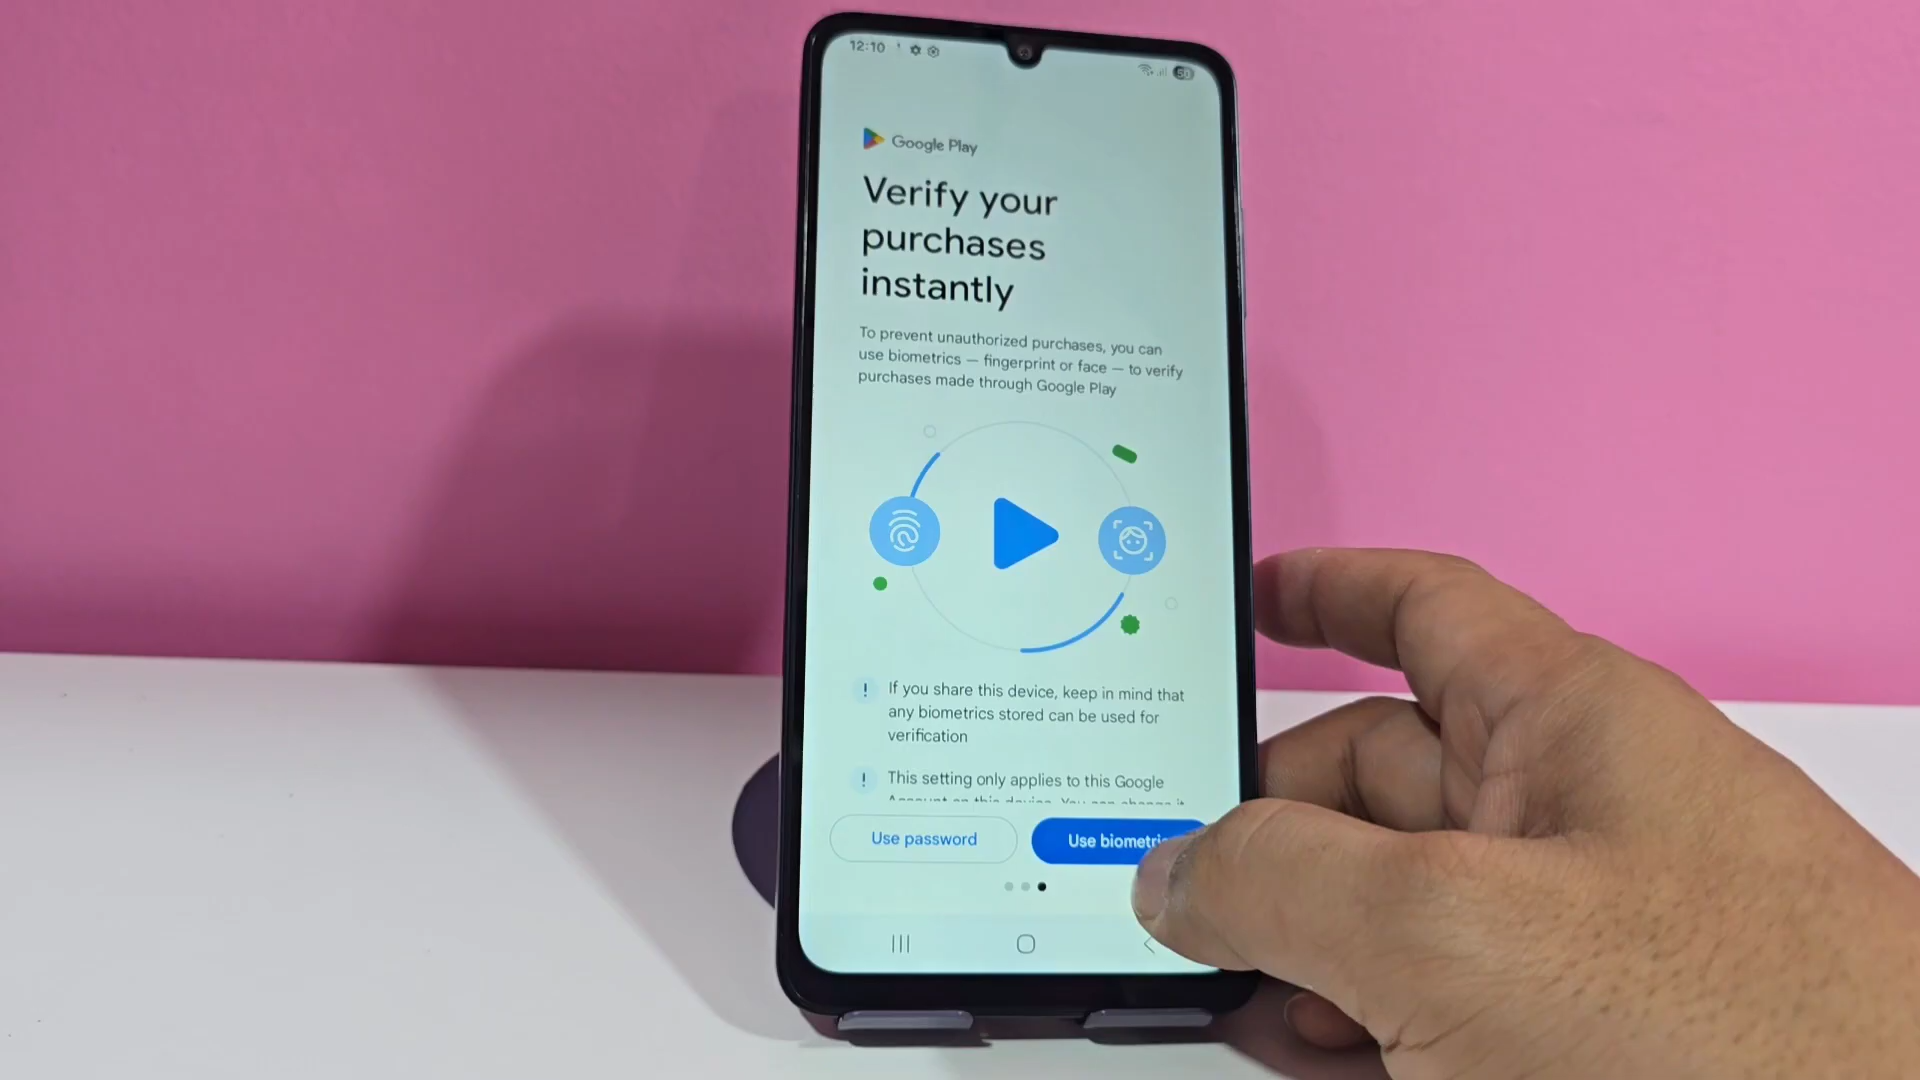 12:10
50
Google Play
Verify your
purchases
instantly
To prevent unauthorized purchases, you can
use biometrics — fingerprint or face — to verify
purchases made through Google Play
! If you share this device, keep in mind that
any biometrics stored can be used for
verification
! This setting only applies to this Google
Use password
Use